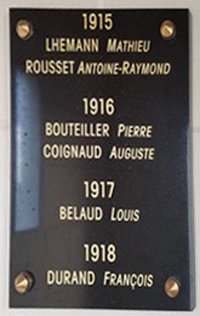 1915
LHEMANN MATHIEU
ROUSSET ANTOINE-RAYMOND
1916
BOUTEILLER PIERRE
COIGNAUD AUGUSTE
1917
BELAUD LOUIS
1918
DURAND FRANÇOIS